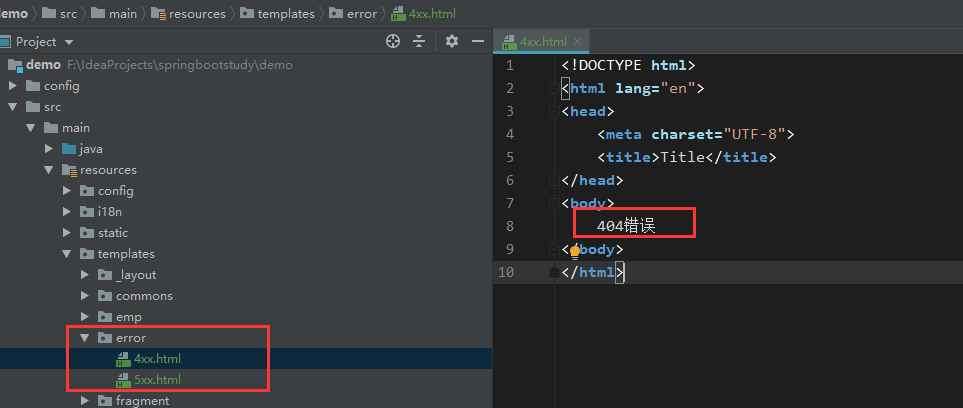 demo src main resources templates error 4xx.html
Project
4xx.html
demo F:\IdeaProjects\springbootstudy\demo
config
src
main
java
resources
config
i18n
static
templates
_layout
commons
emp
error
4xx.html
5xx.html
fragment
1 <!DOCTYPE html>
2 <html lang="en">
3 <head>
4 <meta charset="UTF-8">
5 <title>Title</title>
6 </head>
7 <body>
8 404错误
9 </body>
10 </html>